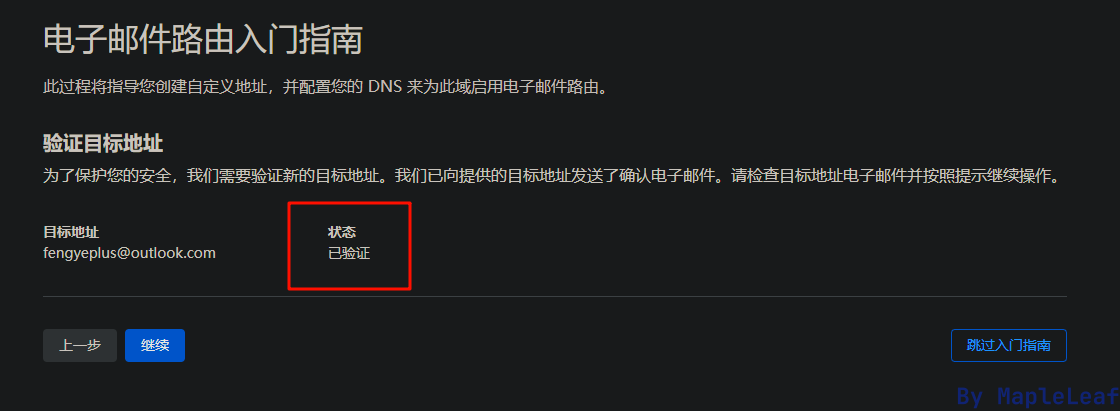 电子邮件路由入门指南
此过程将指导您创建自定义地址，并配置您的 DNS 来为此域启用电子邮件路由。
验证目标地址
为了保护您的安全，我们需要验证新的目标地址。我们已向提供的目标地址发送了确认电子邮件。请检查目标地址电子邮件并按照提示继续操作。
目标地址 状态
fengyeplus@outlook.com 已验证
上一步 继续 跳过入门指南
By MapleLeaf